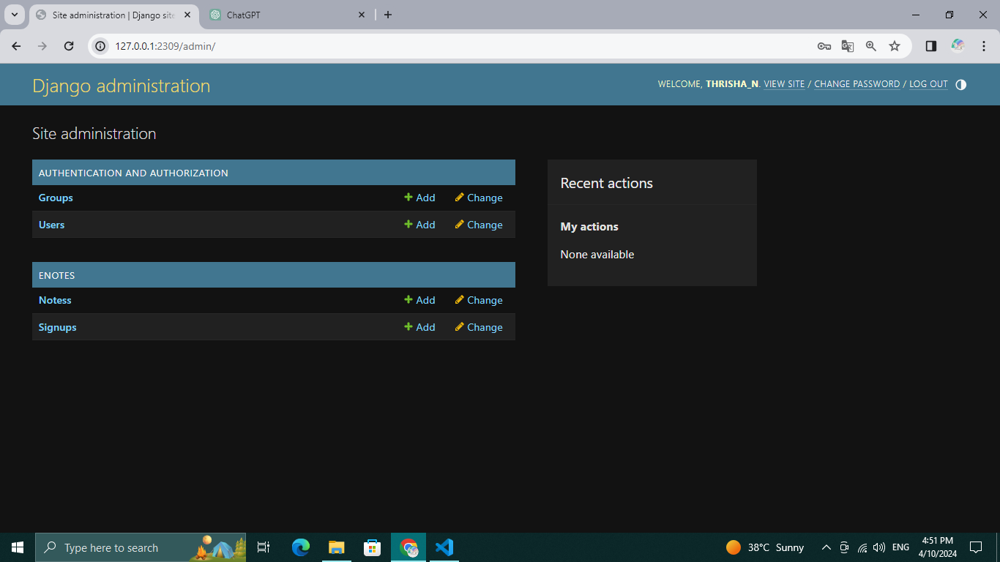 Site administration | Django site
ChatGPT
127.0.0.1:2309/admin/
Django administration
WELCOME, THRISHA_N. VIEW SITE / CHANGE PASSWORD / LOG OUT
Site administration
AUTHENTICATION AND AUTHORIZATION
Groups Add Change
Users Add Change
ENOTES
Notess Add Change
Signups Add Change
Recent actions
My actions
None available
Type here to search
38°C Sunny
ENG
4:51 PM
4/10/2024